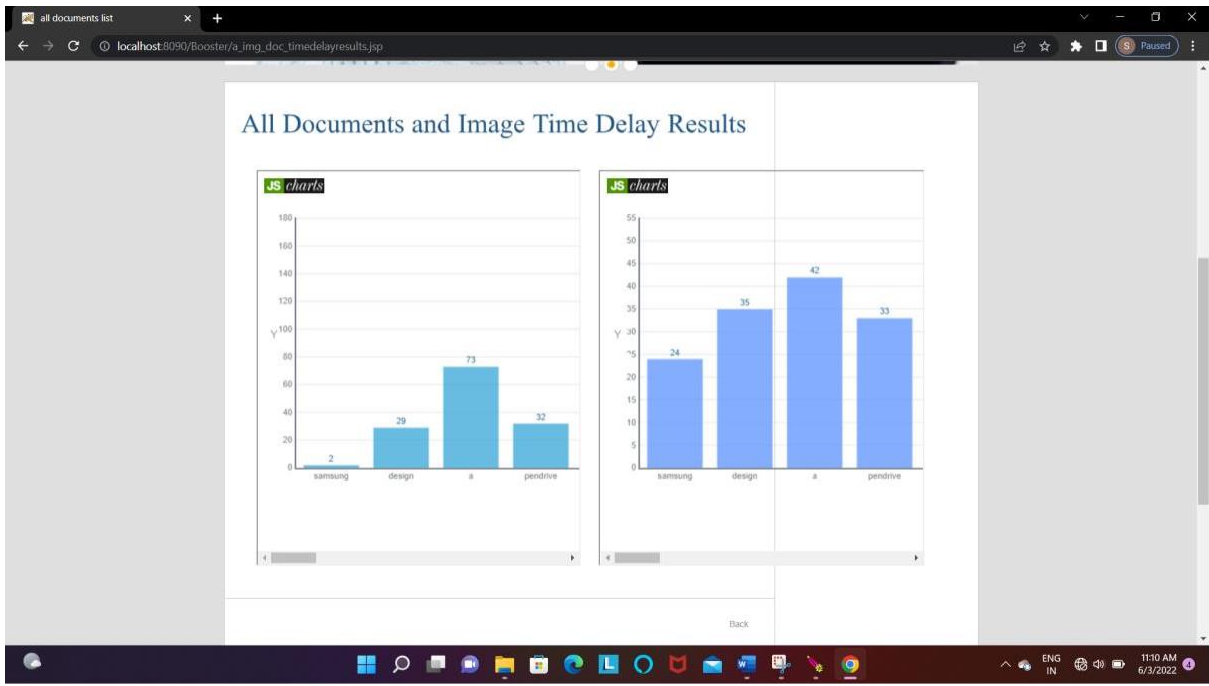 all documents list
localhost:8090/Booster/a_img_doc_timedelayresults.jsp
S Paused
All Documents and Image Time Delay Results
JS charts
180
160
140
120
Y 100
80
60
40
20
0
2
29
73
32
samsung design a pendrive
JS charts
55
50
45
40
35
Y 30
25
20
15
10
5
0
24
35
42
33
samsung design a pendrive
Back
L
W
ENG
IN
11:10 AM
6/3/2022
4